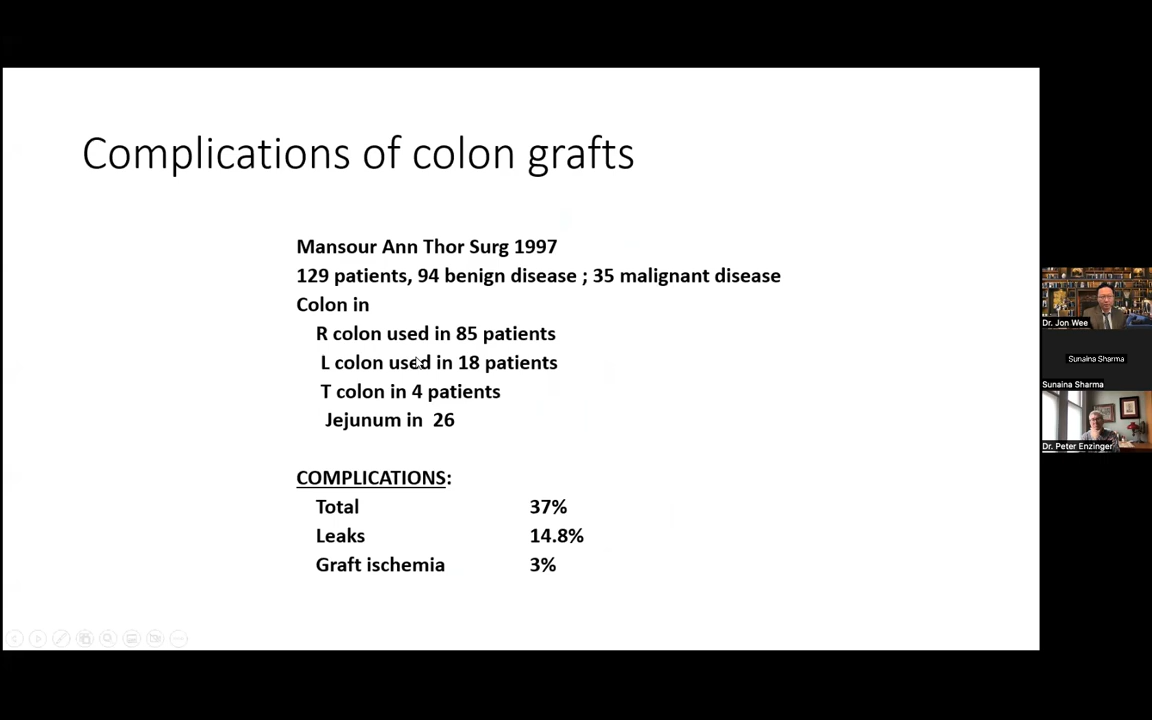 Complications of colon grafts
Mansour Ann Thor Surg 1997
129 patients, 94 benign disease ; 35 malignant disease
Colon in
R colon used in 85 patients
L colon used in 18 patients
T colon in 4 patients
Jejunum in 26
COMPLICATIONS:
Total 37%
Leaks 14.8%
Graft ischemia 3%
Dr. Jon Wee
Sunaina Sharma
Sunaina Sharma
Dr. Peter Enzinger